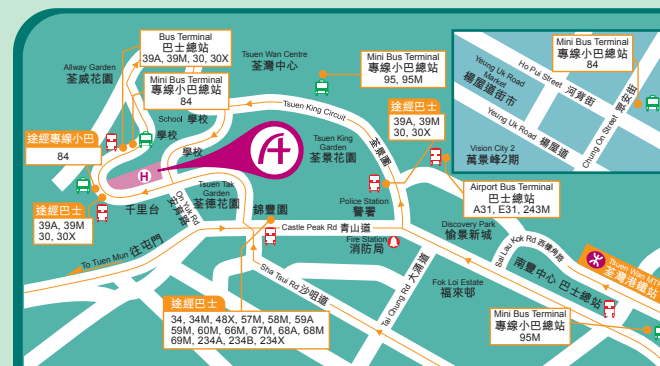 Bus Terminal
巴士總站
39A, 39M, 30, 30X
Allway Garden
荃威花園
Mini Bus Terminal
專線小巴總站
84
School 學校
學校
學校
途經專線小巴
84
H
途經巴士
39A, 39M
30, 30X
千里台
On Yuk Rd
安育路
Tsuen Tak
Garden
荃德花園
錦豐園
To Tuen Mun 往屯門
Tsuen Wan Centre
荃灣中心
Mini Bus Terminal
專線小巴總站
95, 95M
Tsuen King Circuit
荃景圍
Tsuen
King
Garden
荃景花園
途經巴士
39A, 39M
30, 30X
Police Station
警署
Castle Peak Rd 青山道
Fire Station
消防局
Airport Bus Terminal
巴士總站
A31, E31, 243M
Discovery Park
愉景新城
Sai Lau Kok Rd 西樓角路
Tsuen Wan MTR
荃灣港鐵站
南豐中心 巴士總站
Sha Tsui Rd 沙咀道
Tai Chung Rd 大涌道
Fok Loi Estate
福來邨
途經巴士
34, 34M, 48X, 57M, 58M, 59A
59M, 60M, 66M, 67M, 68A, 68M
69M, 234A, 234B, 234X
Mini Bus Terminal
專線小巴總站
95M
Mini Bus Terminal
專線小巴總站
84
Yeung Uk Road
Market
楊屋道街市
Ho Pui Street 河背街
Yeung Uk Road 楊屋道
Chung On Street 眾安街
Vision City 2
萬景峰2期